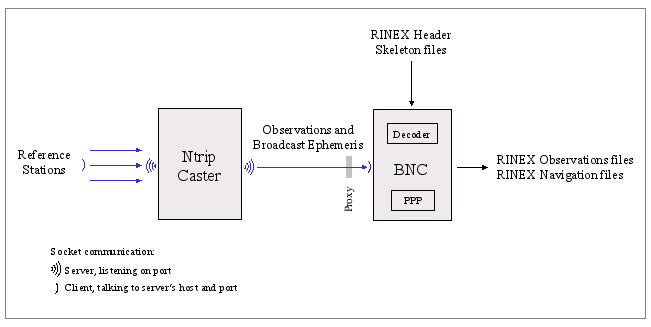 RINEX Header
Skeleton files
Reference
Stations
Ntrip
Caster
Observations and
Broadcast Ephemeris
Proxy
Decoder
BNC
PPP
RINEX Observations files
RINEX Navigation files
Socket communication:
Server, listening on port
Client, talking to server's host and port